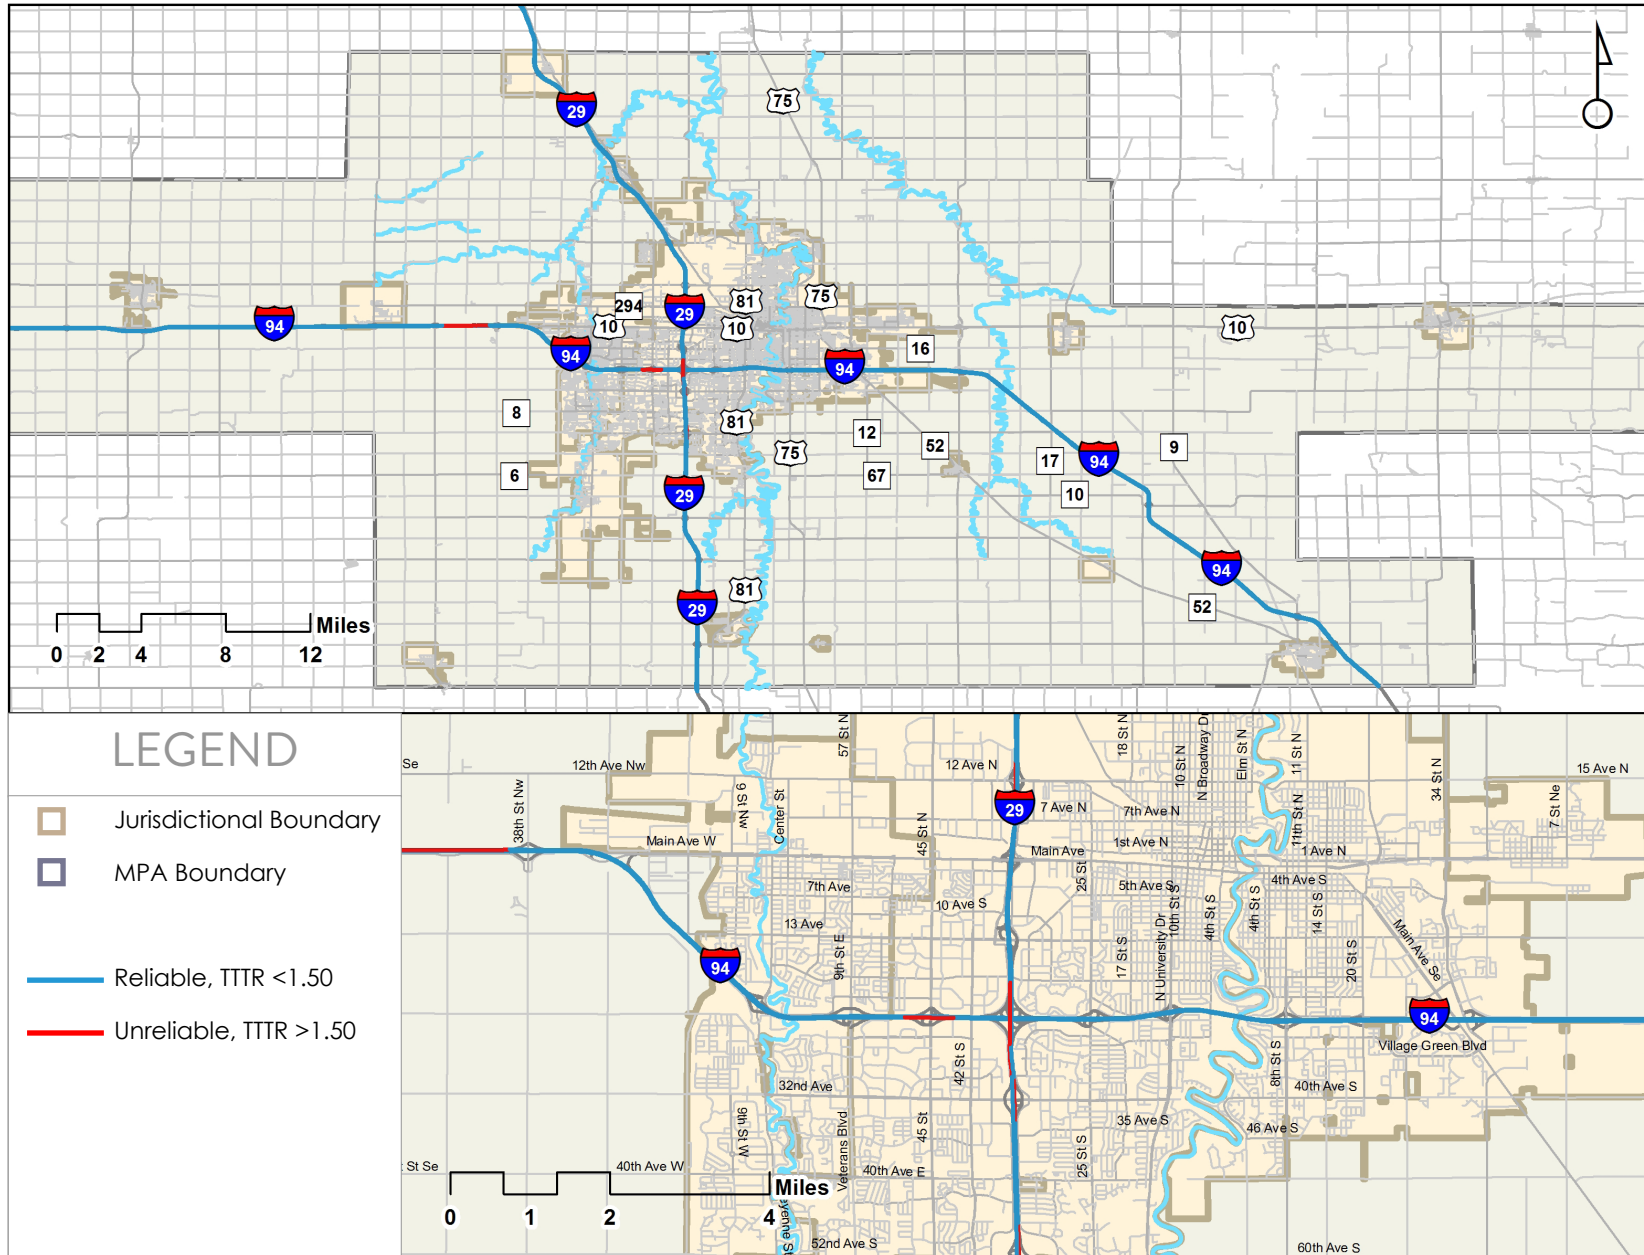 29
75
94
294
10
29
81
10
75
94
94
16
10
8
81
12
52
75
17
94
9
6
29
67
10
94
81
29
52
Miles
0 2 4 8 12
LEGEND
Jurisdictional Boundary
MPA Boundary
Reliable, TTTR <1.50
Unreliable, TTTR >1.50
Se
12th Ave Nw
57 St N
12 Ave N
18 St N
10 St N
N Broadway Dr
Elm St N
11 St N
34 St N
15 Ave N
38th St Nw
9 St Nw
Center St
29
7 Ave N
7th Ave N
11th St N
7 St Ne
Main Ave W
45 St N
Main Ave
1st Ave N
1 Ave N
7th Ave
25 St
5th Ave S
4th Ave S
10 Ave S
10th St S
4th St S
4th St S
14 St S
13 Ave
9th St E
17 St S
N University Dr
20 St S
Main Ave Se
94
94
Village Green Blvd
42 St S
8th St S
32nd Ave
40th Ave S
9th St W
Veterans Blvd
45 St
35 Ave S
46 Ave S
25 St S
St Se
40th Ave W
40th Ave E
Miles
0 1 2 4
52nd Ave S
60th Ave S